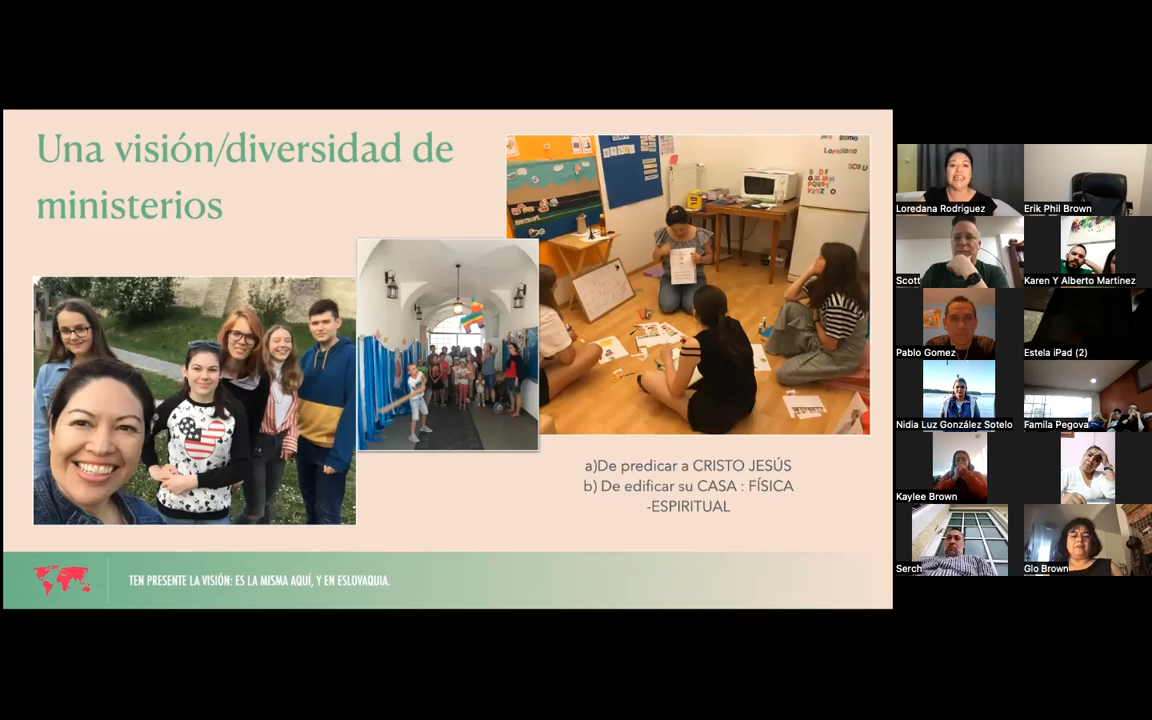 Una visión/diversidad de
ministerios
a)De predicar a CRISTO JESÚS
b) De edificar su CASA : FÍSICA
-ESPIRITUAL
TEN PRESENTE LA VISIÓN: ES LA MISMA AQUÍ, Y EN ESLOVAQUIA.
Loredana Rodriguez
Erik Phil Brown
Scott
Karen Y Alberto Martinez
Pablo Gomez
Estela iPad (2)
Nidia Luz González Sotelo
Familia Pegova
Kaylee Brown
Serch
Glo Brown